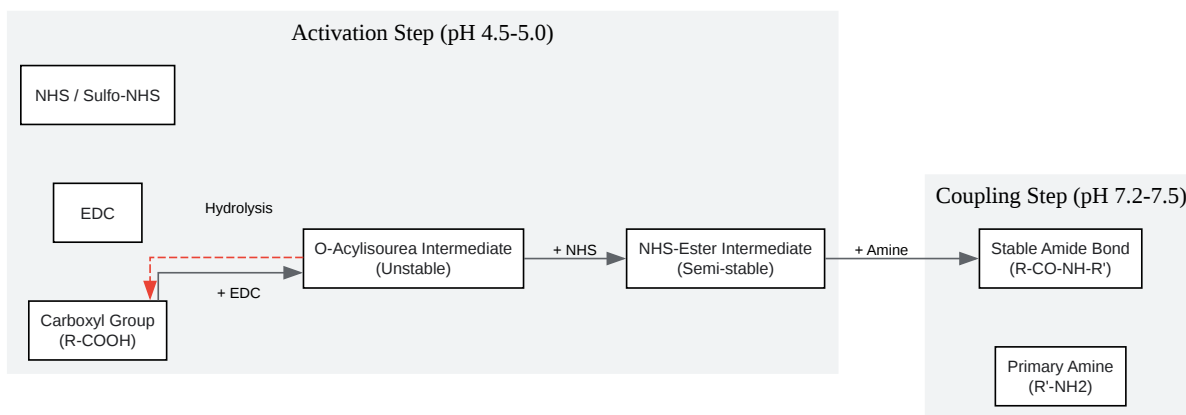 Activation Step (pH 4.5-5.0)
NHS / Sulfo-NHS
EDC
Hydrolysis
+ EDC
Carboxyl Group
(R-COOH)
O-Acylisourea Intermediate
(Unstable)
+ NHS
NHS-Ester Intermediate
(Semi-stable)
+ Amine
Coupling Step (pH 7.2-7.5)
Stable Amide Bond
(R-CO-NH-R')
Primary Amine
(R'-NH2)